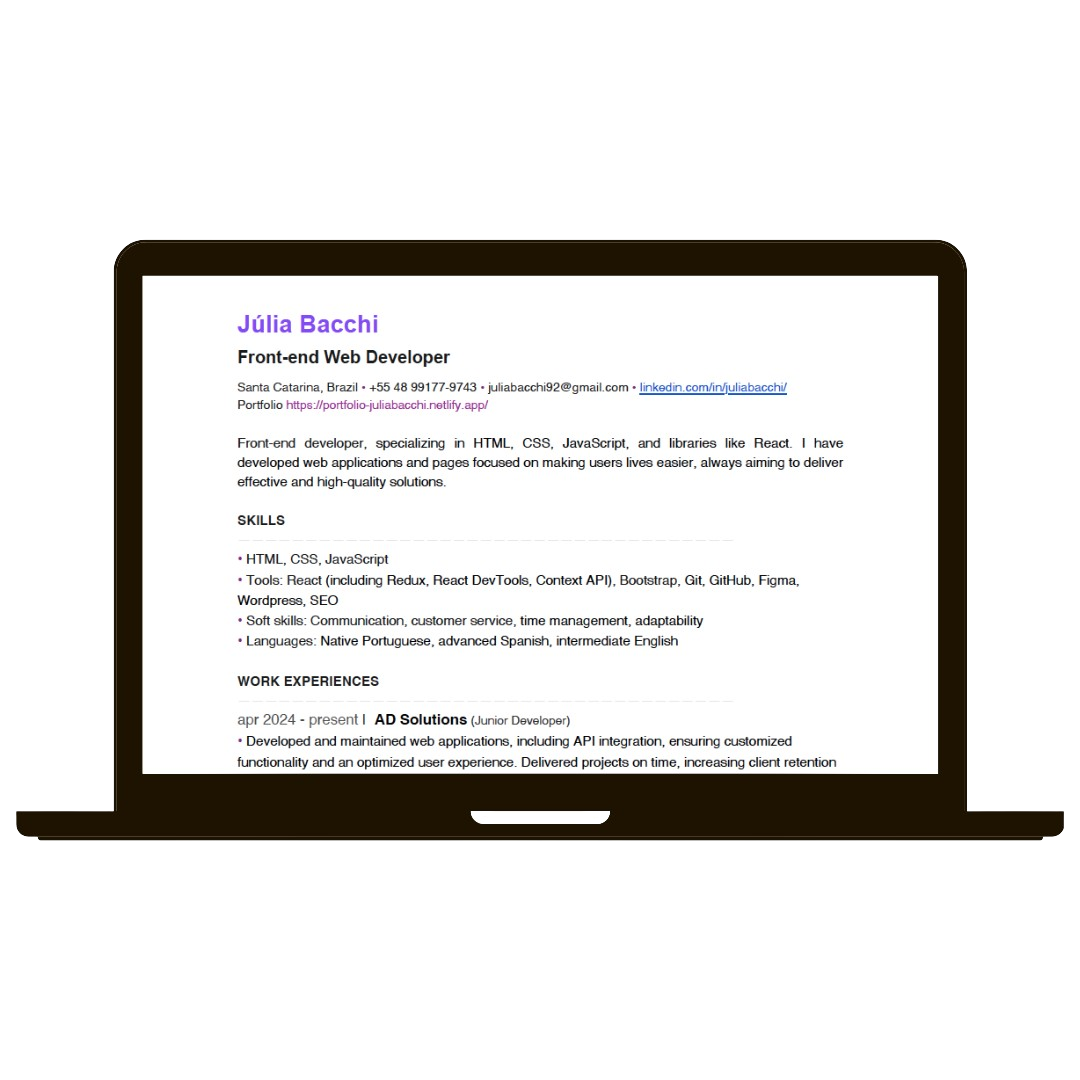 Júlia Bacchi
Front-end Web Developer
Santa Catarina, Brazil • +55 48 99177-9743 • juliabacchi92@gmail.com • linkedin.com/in/juliabacchi/
Portfolio https://portfolio-juliabacchi.netlify.app/
Front-end developer, specializing in HTML, CSS, JavaScript, and libraries like React. I have
developed web applications and pages focused on making users lives easier, always aiming to deliver
effective and high-quality solutions.
SKILLS
• HTML, CSS, JavaScript
• Tools: React (including Redux, React DevTools, Context API), Bootstrap, Git, GitHub, Figma,
Wordpress, SEO
• Soft skills: Communication, customer service, time management, adaptability
• Languages: Native Portuguese, advanced Spanish, intermediate English
WORK EXPERIENCES
apr 2024 - present l AD Solutions (Junior Developer)
• Developed and maintained web applications, including API integration, ensuring customized
functionality and an optimized user experience. Delivered projects on time, increasing client retention